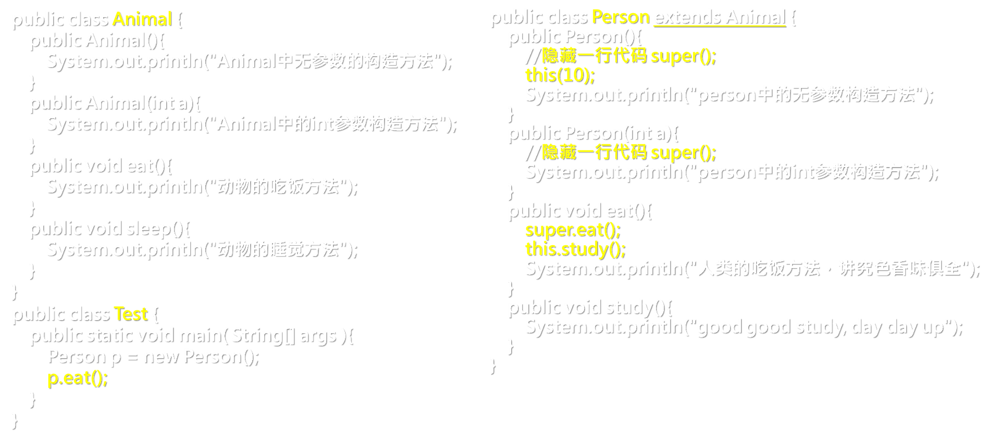 public class Animal {
public Animal(){
System.out.println("Animal中无参数的构造方法");
}
public Animal(int a){
System.out.println("Animal中的int参数构造方法");
}
public void eat(){
System.out.println("动物的吃饭方法");
}
public void sleep(){
System.out.println("动物的睡觉方法");
}
}
public class Test {
public static void main( String[] args ){
Person p = new Person();
p.eat();
}
}
public class Person extends Animal {
public Person(){
//隐藏一行代码 super();
this(10);
System.out.println("person中的无参数构造方法");
}
public Person(int a){
//隐藏一行代码 super();
System.out.println("person中的int参数构造方法");
}
public void eat(){
super.eat();
this.study();
System.out.println("人类的吃饭方法，讲究色香味俱全");
}
public void study(){
System.out.println("good good study, day day up");
}
}